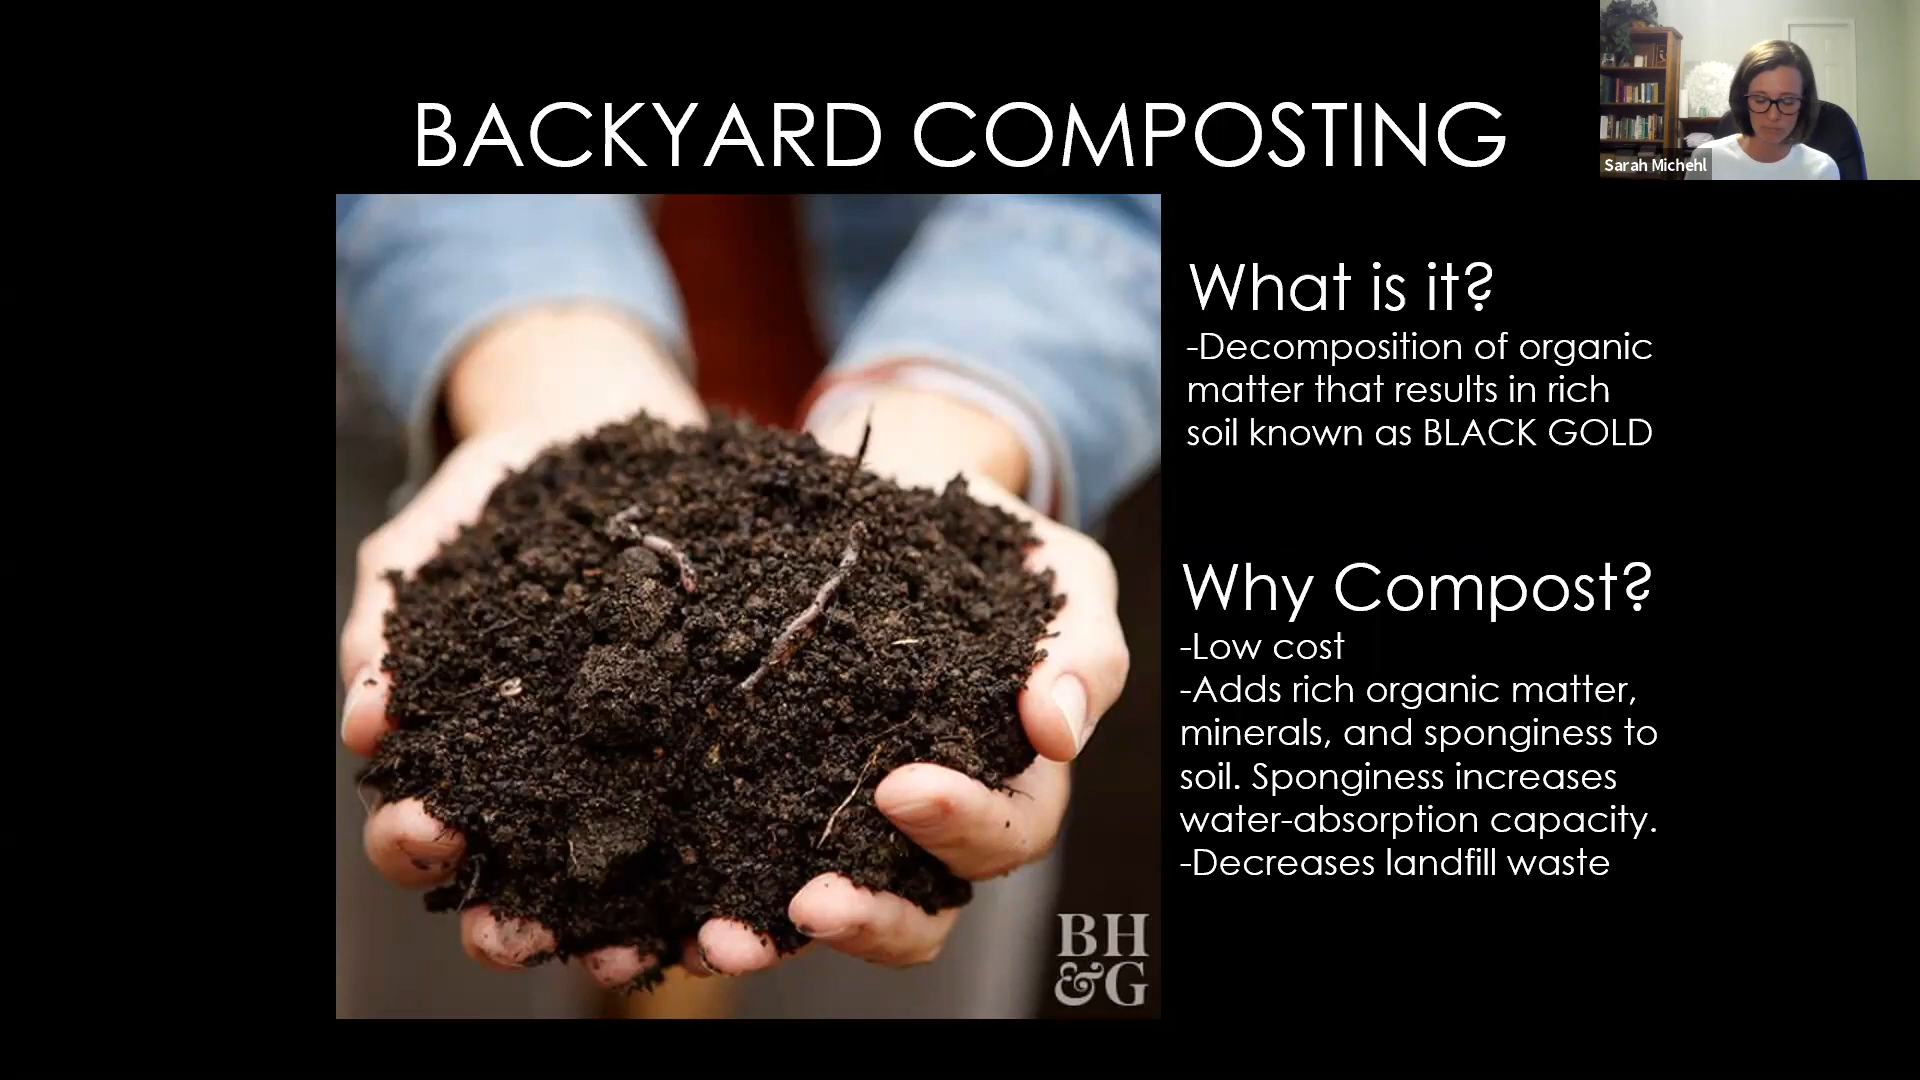 BACKYARD COMPOSTING
Sarah Michehl
What is it?
-Decomposition of organic
matter that results in rich
soil known as BLACK GOLD
Why Compost?
-Low cost
-Adds rich organic matter,
minerals, and sponginess to
soil. Sponginess increases
water-absorption capacity.
-Decreases landfill waste
BH
&G